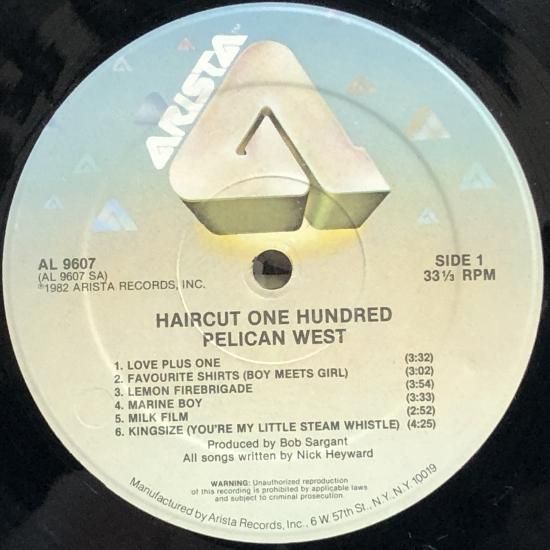 ARISTA™
AL 9607
(AL 9607 SA)
℗1982 ARISTA RECORDS, INC.
SIDE 1
33⅓ RPM
HAIRCUT ONE HUNDRED
PELICAN WEST
1. LOVE PLUS ONE (3:32)
2. FAVOURITE SHIRTS (BOY MEETS GIRL) (3:02)
3. LEMON FIREBRIGADE (3:54)
4. MARINE BOY (3:33)
5. MILK FILM (2:52)
6. KINGSIZE (YOU'RE MY LITTLE STEAM WHISTLE) (4:25)
Produced by Bob Sargant
All songs written by Nick Heyward
WARNING: Unauthorized reproduction
of this recording is prohibited by applicable laws
and subject to criminal prosecution.
Manufactured by Arista Records, Inc., 6 W. 57th St., N.Y., N.Y. 10019